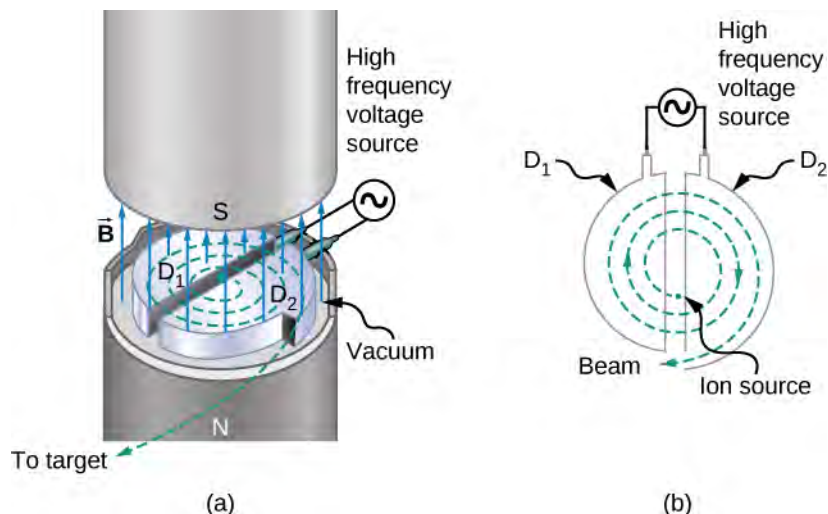 High
frequency
voltage
source
S
B
D1
D2
Vacuum
N
To target
(a)
High
frequency
voltage
source
D1
D2
Beam
Ion source
(b)